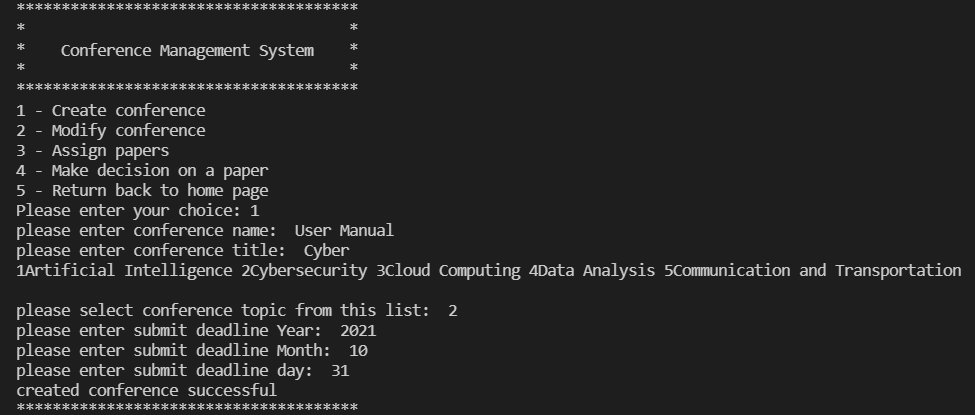 **************************************
*                                    *
*    Conference Management System    *
*                                    *
**************************************
1 - Create conference
2 - Modify conference
3 - Assign papers
4 - Make decision on a paper
5 - Return back to home page
Please enter your choice: 1
please enter conference name:  User Manual
please enter conference title:  Cyber
1Artificial Intelligence 2Cybersecurity 3Cloud Computing 4Data Analysis 5Communication and Transportation
please select conference topic from this list:  2
please enter submit deadline Year:  2021
please enter submit deadline Month:  10
please enter submit deadline day:  31
created conference successful
**************************************